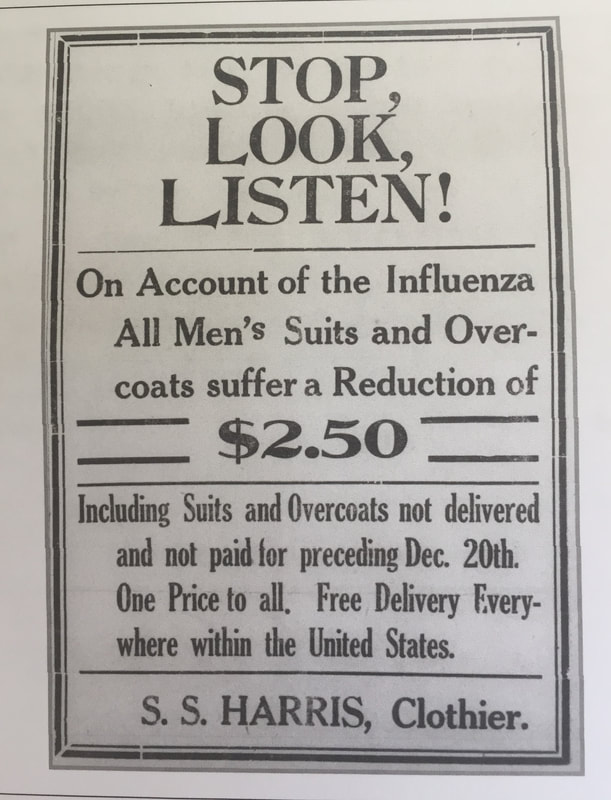 STOP,
LOOK,
LISTEN!
On Account of the Influenza
All Men's Suits and Over-
coats suffer a Reduction of
$2.50
Including Suits and Overcoats not delivered
and not paid for preceding Dec. 20th.
One Price to all. Free Delivery Every-
where within the United States.
S. S. HARRIS, Clothier.